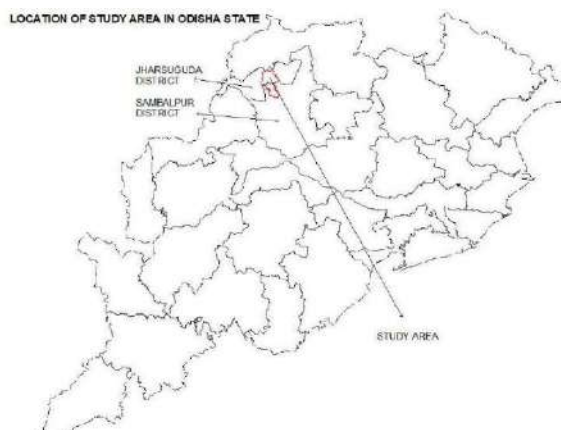 LOCATION OF STUDY AREA IN ODISHA STATE
JHARSUGUDA
DISTRICT
SAMBALPUR
DISTRICT
STUDY AREA